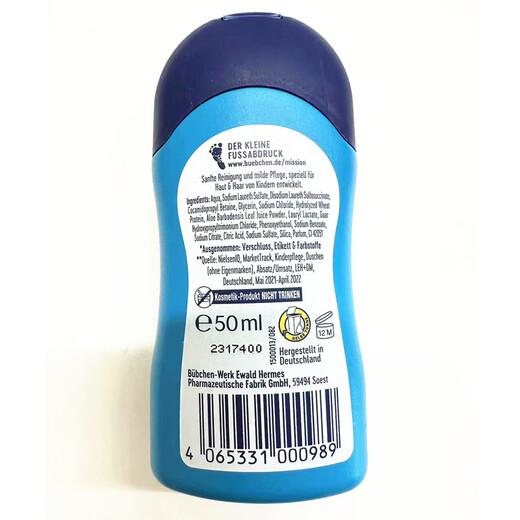 DER KLEINE
FUSSABDRUCK
www.buebchen.de/mission
Sanfte Reinigung und milde Pflege, speziell für
Haut & Haar von Kindern entwickelt.
Ingredients: Aqua, Sodium Laureth Sulfate, Disodium Laureth Sulfosuccinate,
Cocamidopropyl Betaine, Glycerin, Sodium Chloride, Hydrolyzed Wheat
Protein, Aloe Barbadensis Leaf Juice Powder, Lauryl Lactate, Guar
Hydroxypropyltrimonium Chloride, Phenoxyethanol, Sodium Benzoate,
Sodium Citrate, Citric Acid, Sodium Sulfate, Silica, Parfum, CI 42051
*Ausgenommen: Verschluss, Etikett & Farbstoffe
**Quelle: NielsenIQ, MarketTrack, Kinderpflege, Duschen
(ohne Eigenmarken), Absatz/Umsatz, LEH+DM,
Deutschland, Mai 2021-April 2022
Kosmetik-Produkt NICHT TRINKEN
℮50ml
2317400
1500013/082
12 M
Hergestellt in
Deutschland
Bübchen-Werk Ewald Hermes
Pharmazeutische Fabrik GmbH, 59494 Soest
4 065331 000989